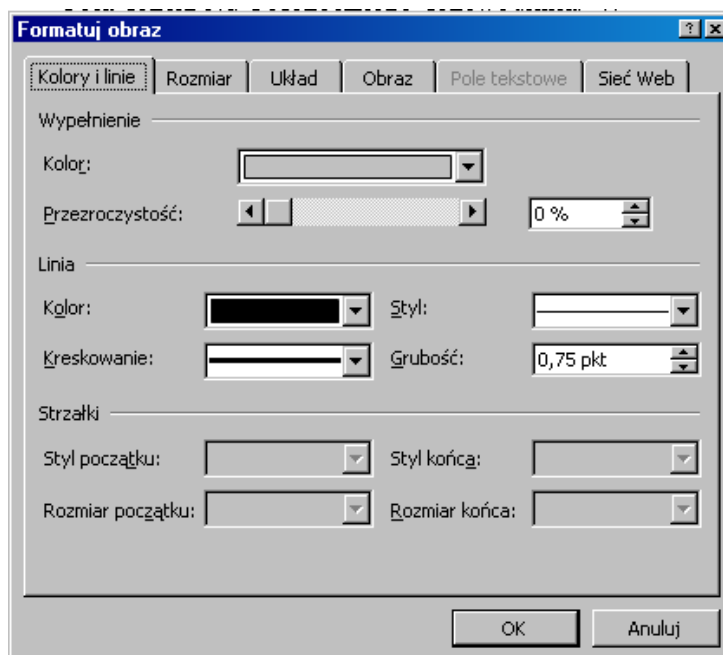 Formatuj obraz
Kolory i linie Rozmiar Układ Obraz Pole tekstowe Sieć Web
Wypełnienie
Kolor:
Przezroczystość: 0 %
Linia
Kolor: Styl:
Kreskowanie: Grubość: 0,75 pkt
Strzałki
Styl początku: Styl końca:
Rozmiar początku: Rozmiar końca:
OK Anuluj